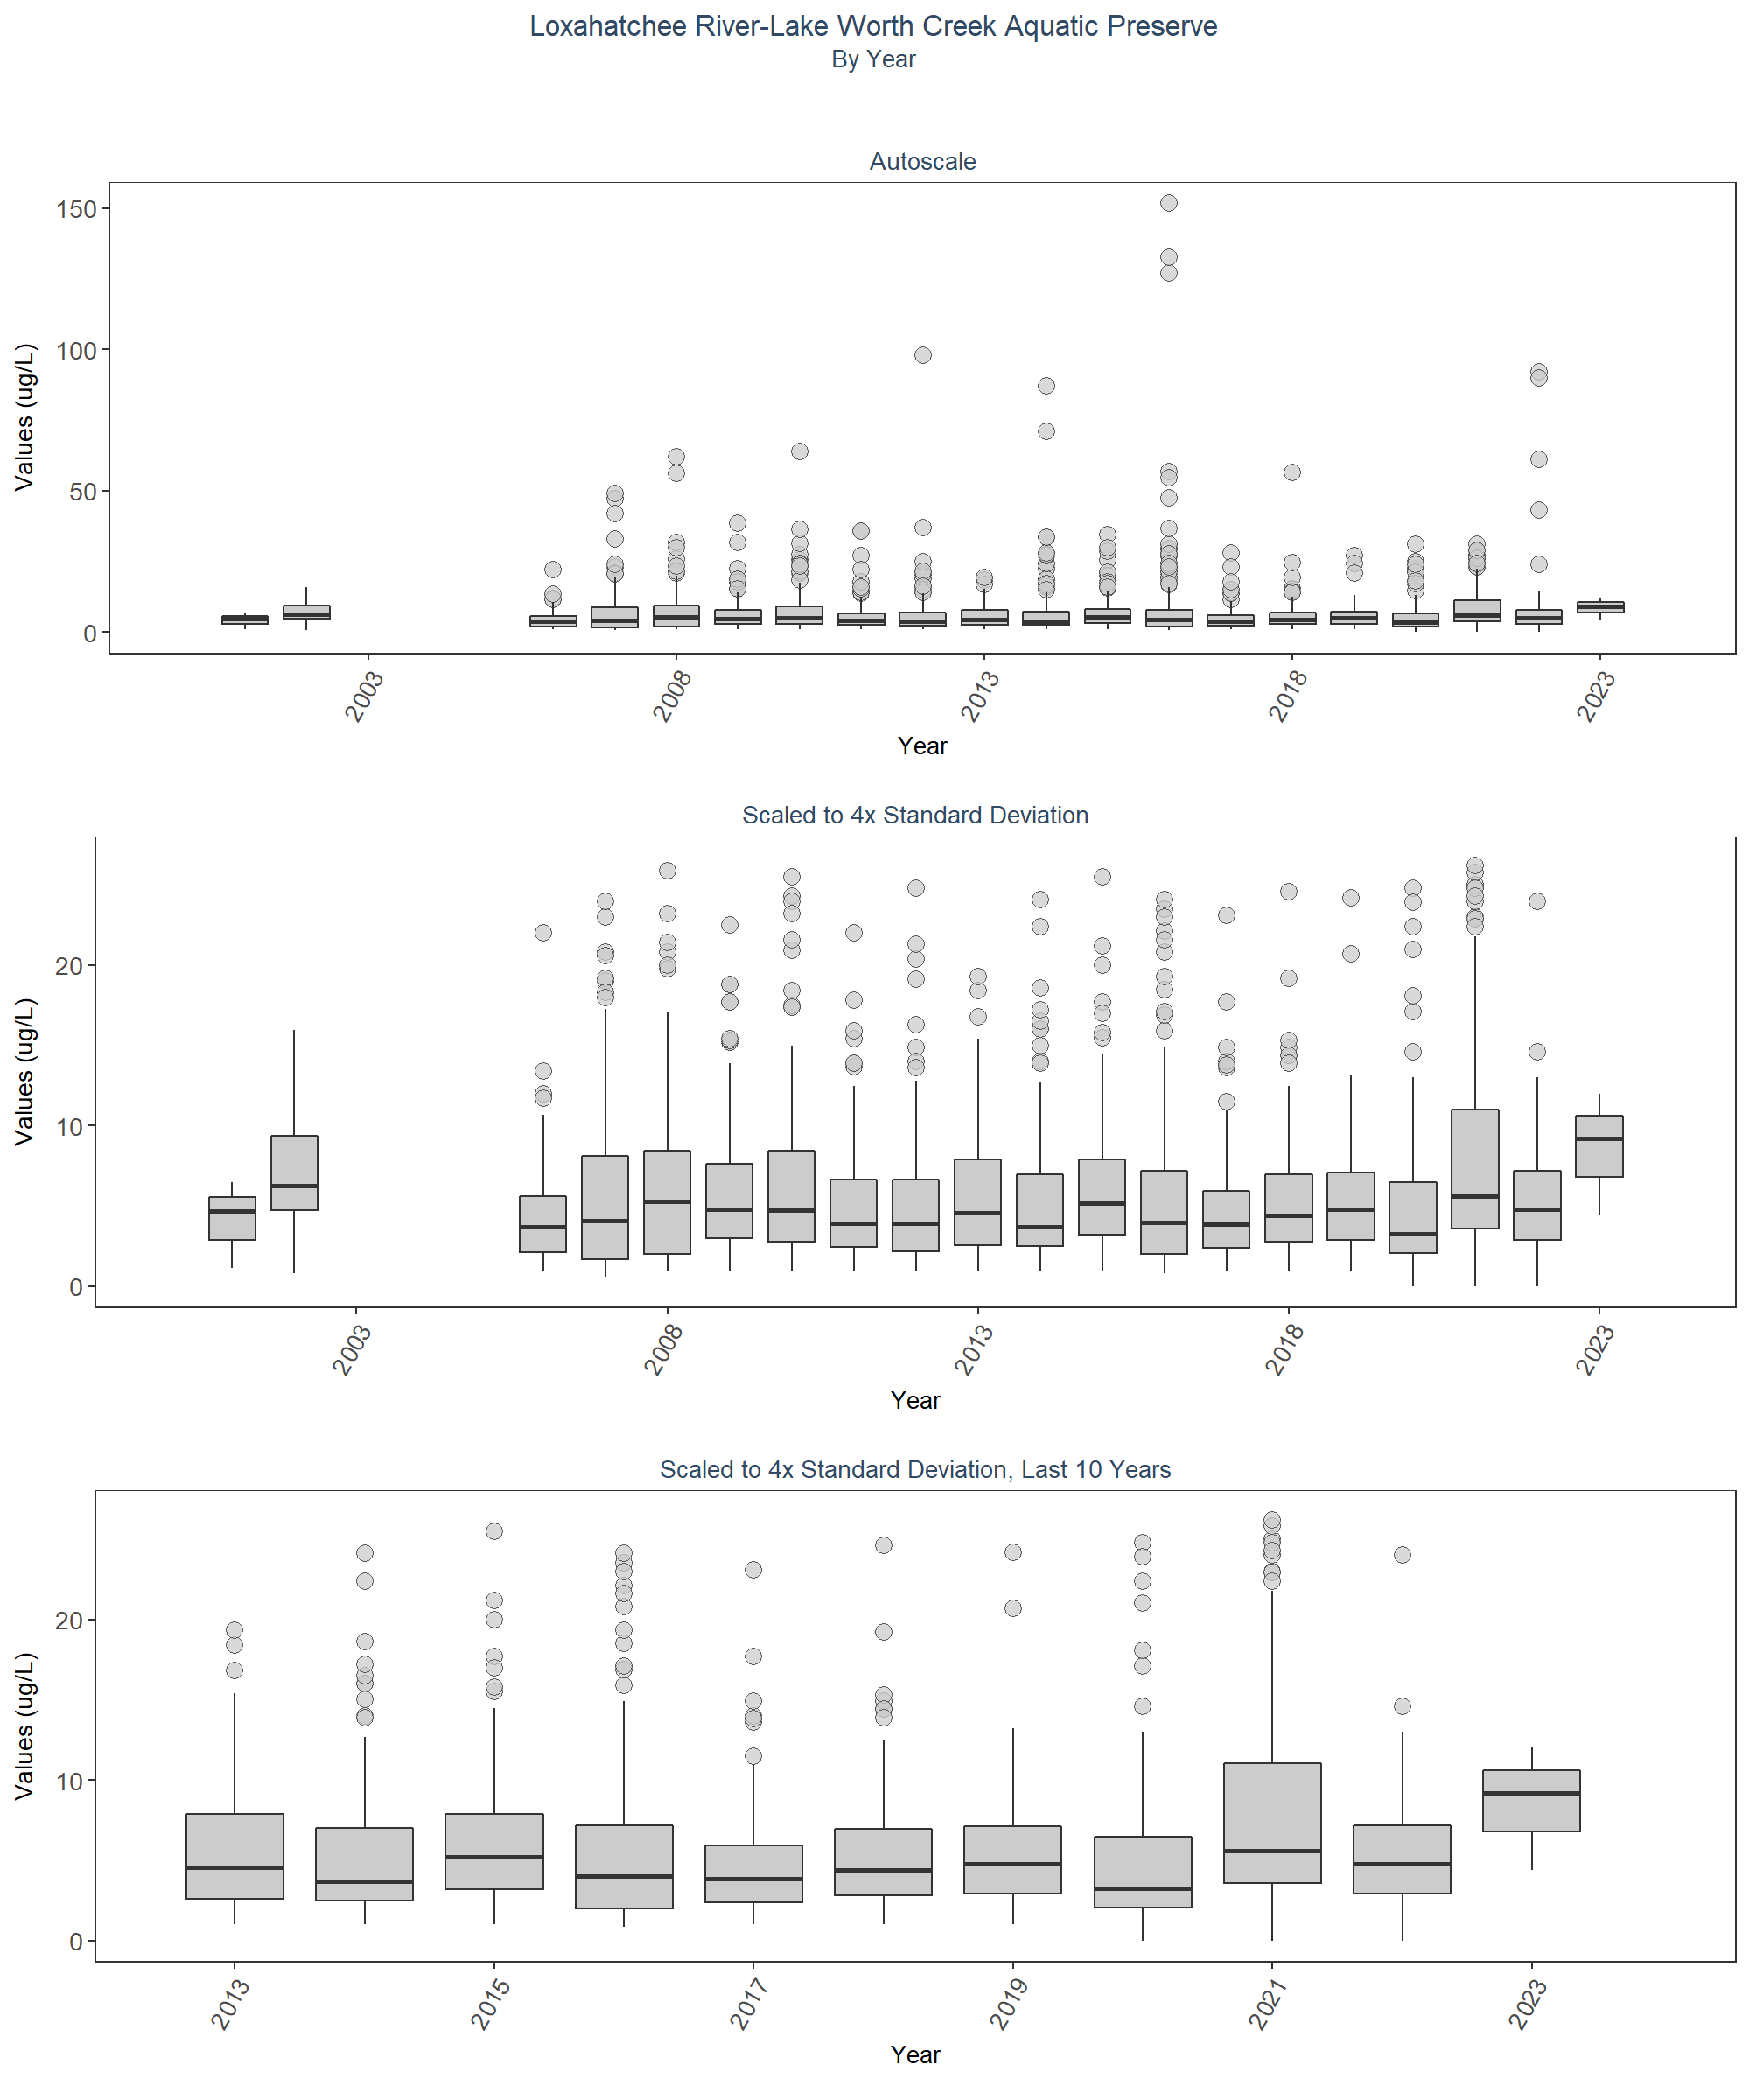 Loxahatchee River-Lake Worth Creek Aquatic Preserve
By Year
Autoscale
Values (ug/L)
150
100
50
0
2003
2008
2013
2018
2023
Year
Scaled to 4x Standard Deviation
Values (ug/L)
20
10
0
2003
2008
2013
2018
2023
Year
Scaled to 4x Standard Deviation, Last 10 Years
Values (ug/L)
20
10
0
2013
2015
2017
2019
2021
2023
Year